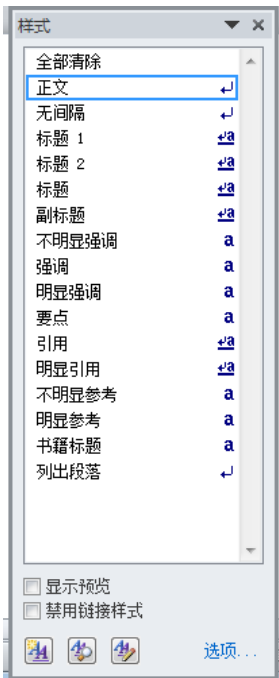 样式
全部清除
正文
无间隔
标题 1
标题 2
标题
副标题
不明显强调
强调
明显强调
要点
引用
明显引用
不明显参考
明显参考
书籍标题
列出段落
显示预览
禁用链接样式
选项...